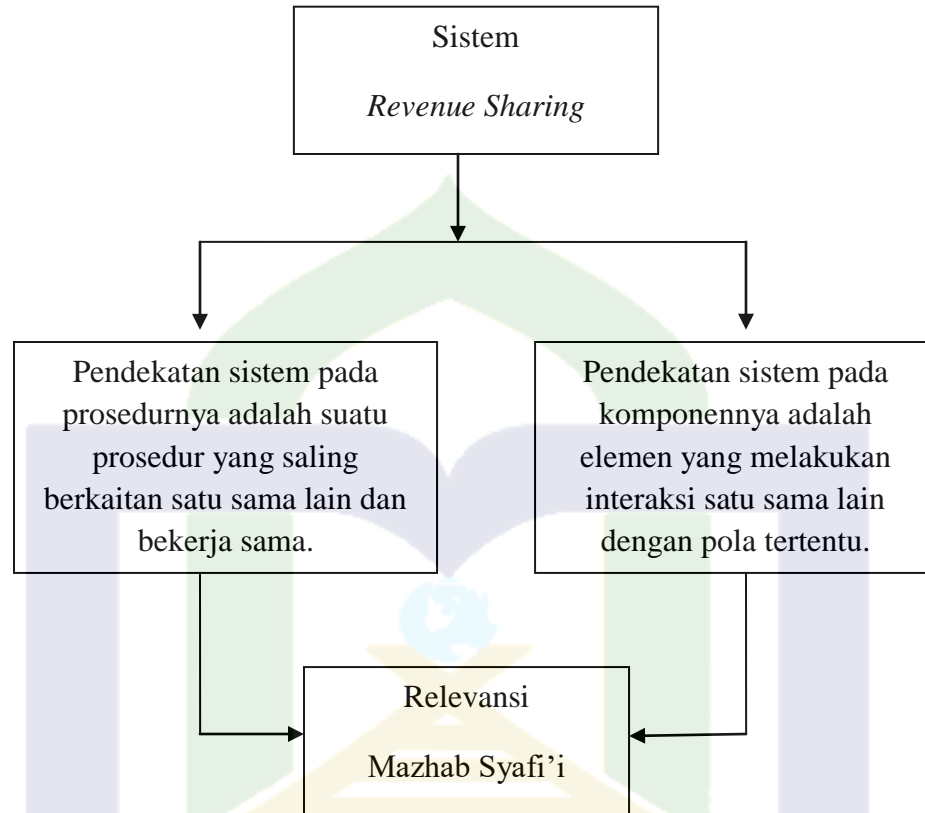 Sistem
Revenue Sharing
Pendekatan sistem pada
prosedurnya adalah suatu
prosedur yang saling
berkaitan satu sama lain dan
bekerja sama.
Pendekatan sistem pada
komponennya adalah
elemen yang melakukan
interaksi satu sama lain
dengan pola tertentu.
Relevansi
Mazhab Syafi’i